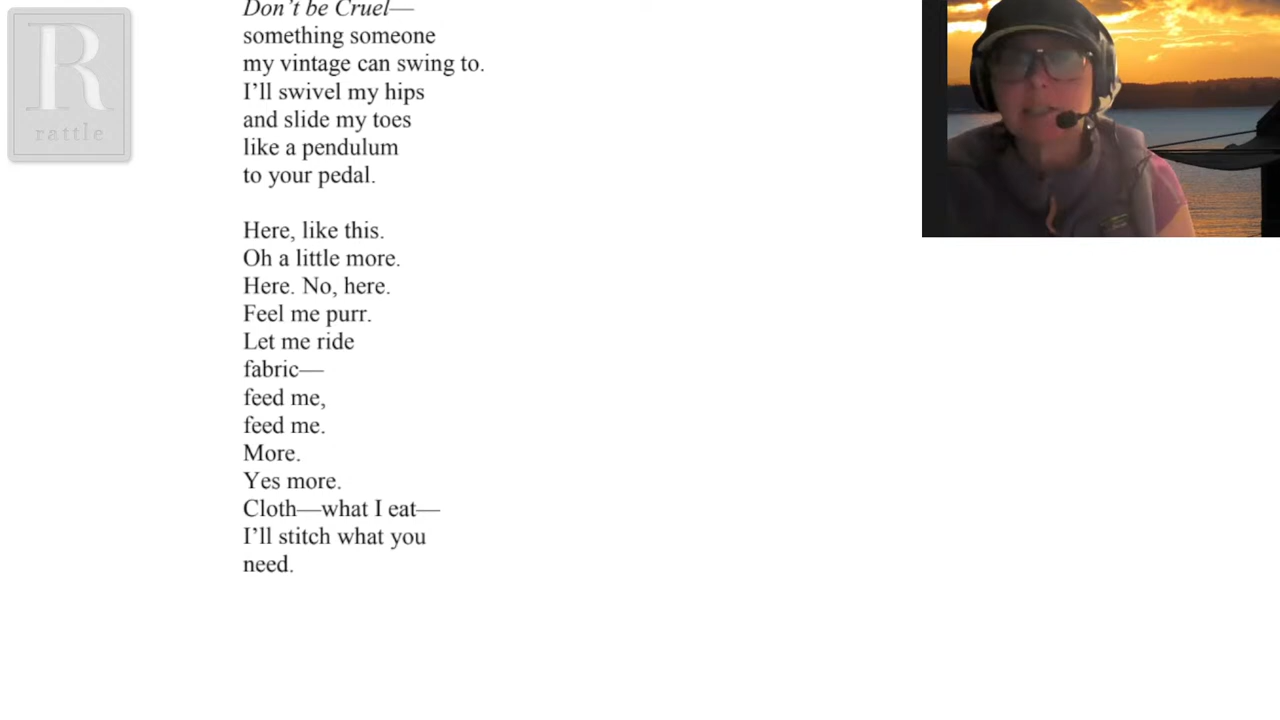 Don't be Cruel—
something someone
my vintage can swing to.
I'll swivel my hips
and slide my toes
like a pendulum
to your pedal.
Here, like this.
Oh a little more.
Here. No, here.
Feel me purr.
Let me ride
fabric—
feed me,
feed me.
More.
Yes more.
Cloth—what I eat—
I'll stitch what you
need.
R
rattle